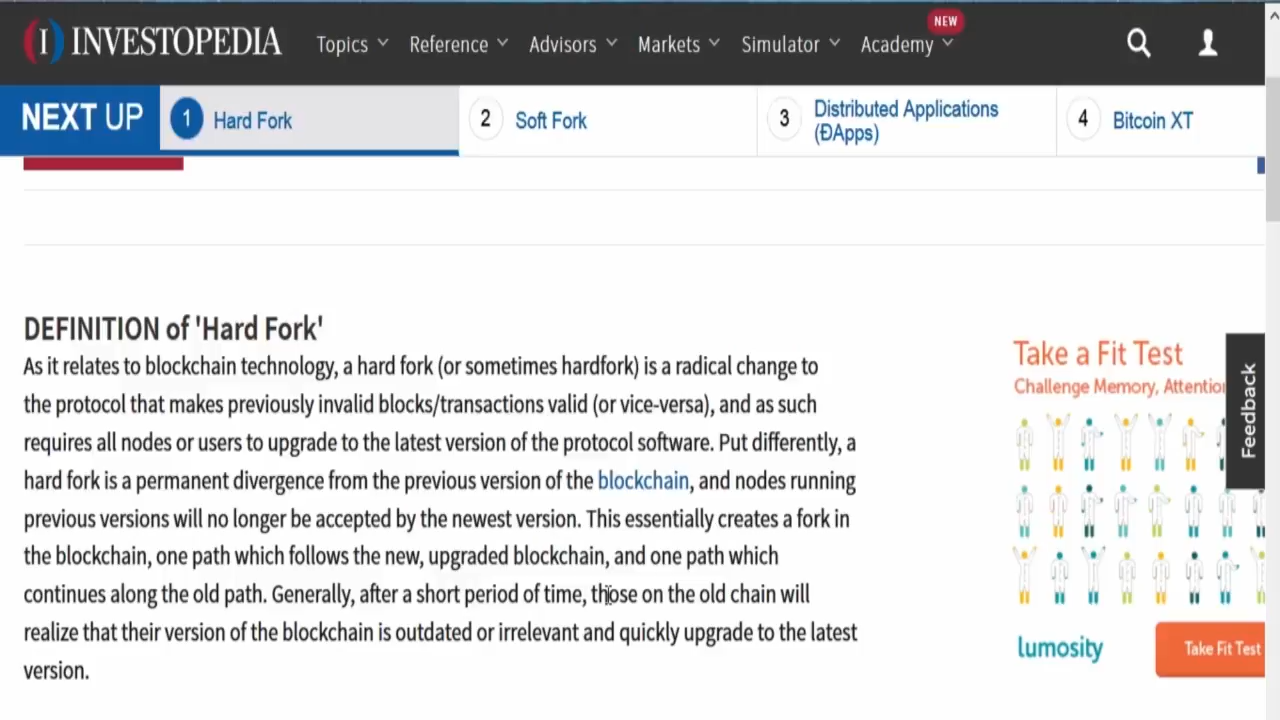 INVESTOPEDIA Topics Reference Advisors Markets Simulator Academy NEW
NEXT UP 1 Hard Fork 2 Soft Fork 3 Distributed Applications (ĐApps) 4 Bitcoin XT
DEFINITION of 'Hard Fork'
As it relates to blockchain technology, a hard fork (or sometimes hardfork) is a radical change to
the protocol that makes previously invalid blocks/transactions valid (or vice-versa), and as such
requires all nodes or users to upgrade to the latest version of the protocol software. Put differently, a
hard fork is a permanent divergence from the previous version of the blockchain, and nodes running
previous versions will no longer be accepted by the newest version. This essentially creates a fork in
the blockchain, one path which follows the new, upgraded blockchain, and one path which
continues along the old path. Generally, after a short period of time, those on the old chain will
realize that their version of the blockchain is outdated or irrelevant and quickly upgrade to the latest
version.
Take a Fit Test
Challenge Memory, Attention
lumosity
Take Fit Test
Feedback